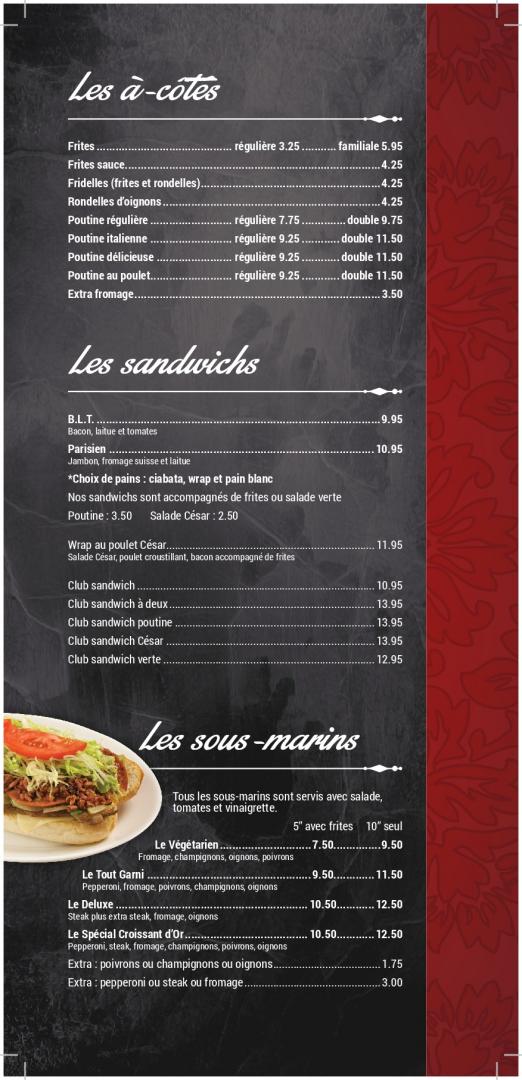 Les à-côtés
Frites ........ régulière 3.25 ........ familiale 5.95
Frites sauce ........ 4.25
Fridelles (frites et rondelles) ........ 4.25
Rondelles d'oignons ........ 4.25
Poutine régulière ........ régulière 7.75 ........ double 9.75
Poutine italienne ........ régulière 9.25 ........ double 11.50
Poutine délicieuse ........ régulière 9.25 ........ double 11.50
Poutine au poulet ........ régulière 9.25 ........ double 11.50
Extra fromage ........ 3.50
Les sandwichs
B.L.T. ........ 9.95
Bacon, laitue et tomates
Parisien ........ 10.95
Jambon, fromage suisse et laitue
*Choix de pains : ciabata, wrap et pain blanc
Nos sandwichs sont accompagnés de frites ou salade verte
Poutine : 3.50 Salade César : 2.50
Wrap au poulet César ........ 11.95
Salade César, poulet croustillant, bacon accompagné de frites
Club sandwich ........ 10.95
Club sandwich à deux ........ 13.95
Club sandwich poutine ........ 13.95
Club sandwich César ........ 13.95
Club sandwich verte ........ 12.95
Les sous-marins
Tous les sous-marins sont servis avec salade,
tomates et vinaigrette.
5" avec frites 10" seul
Le Végétarien ........ 7.50 ........ 9.50
Fromage, champignons, oignons, poivrons
Le Tout Garni ........ 9.50 ........ 11.50
Pepperoni, fromage, poivrons, champignons, oignons
Le Deluxe ........ 10.50 ........ 12.50
Steak plus extra steak, fromage, oignons
Le Spécial Croissant d'Or ........ 10.50 ........ 12.50
Pepperoni, steak, fromage, champignons, poivrons, oignons
Extra : poivrons ou champignons ou oignons ........ 1.75
Extra : pepperoni ou steak ou fromage ........ 3.00